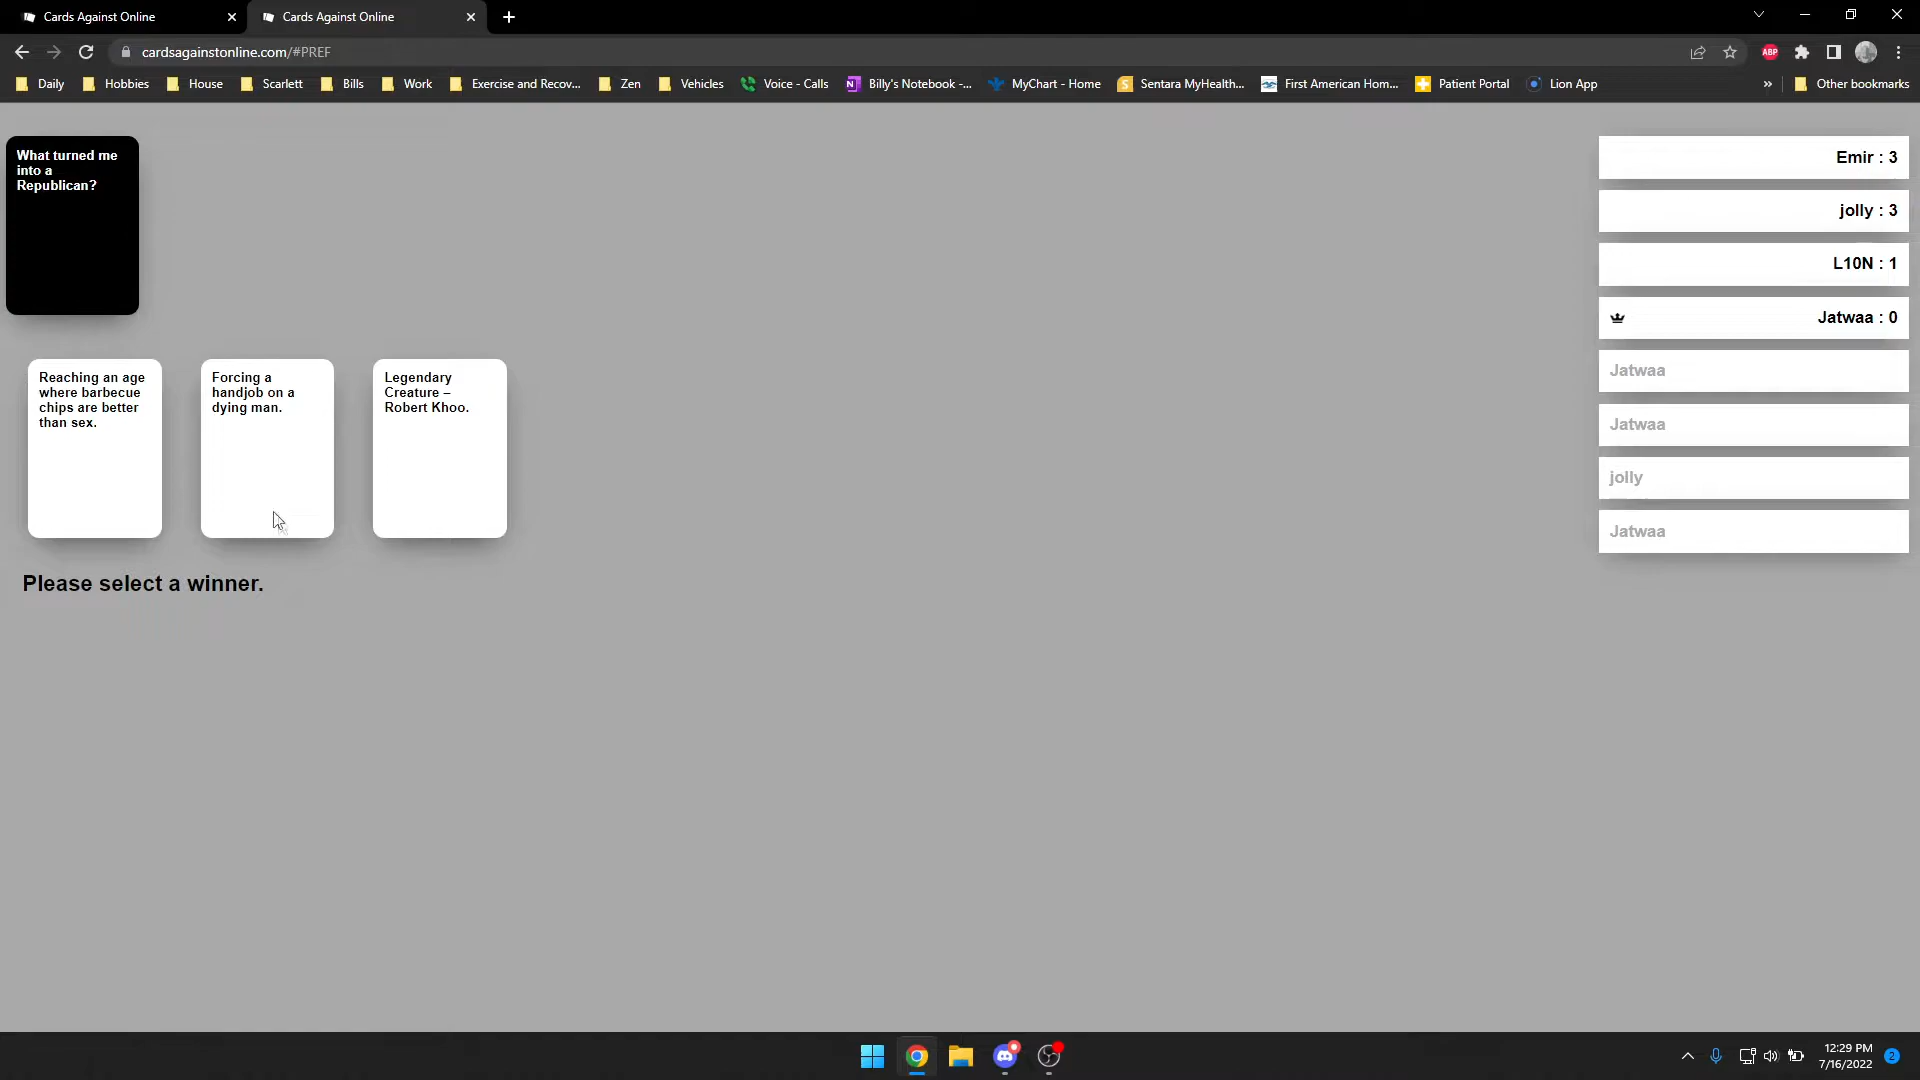 Cards Against Online
Cards Against Online
cardsagainstonline.com/#PREF
ABP
Daily
Hobbies
House
Scarlett
Bills
Work
Exercise and Recov...
Zen
Vehicles
Voice - Calls
Billy's Notebook -...
MyChart - Home
Sentara MyHealth...
First American Hom...
Patient Portal
Lion App
»
Other bookmarks
What turned me
into a
Republican?
Emir : 3
jolly : 3
L10N : 1
Jatwaa : 0
Jatwaa
Jatwaa
jolly
Jatwaa
Reaching an age
where barbecue
chips are better
than sex.
Forcing a
handjob on a
dying man.
Legendary
Creature –
Robert Khoo.
Please select a winner.
12:29 PM
7/16/2022
2